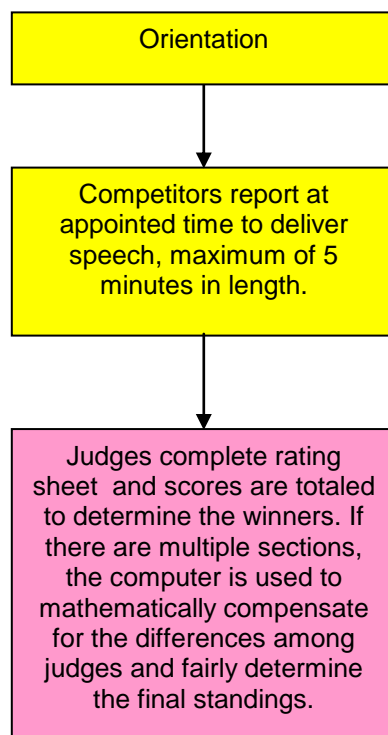 Orientation
Competitors report at
appointed time to deliver
speech, maximum of 5
minutes in length.
Judges complete rating
sheet  and scores are totaled
to determine the winners. If
there are multiple sections,
the computer is used to
mathematically compensate
for the differences among
judges and fairly determine
the final standings.